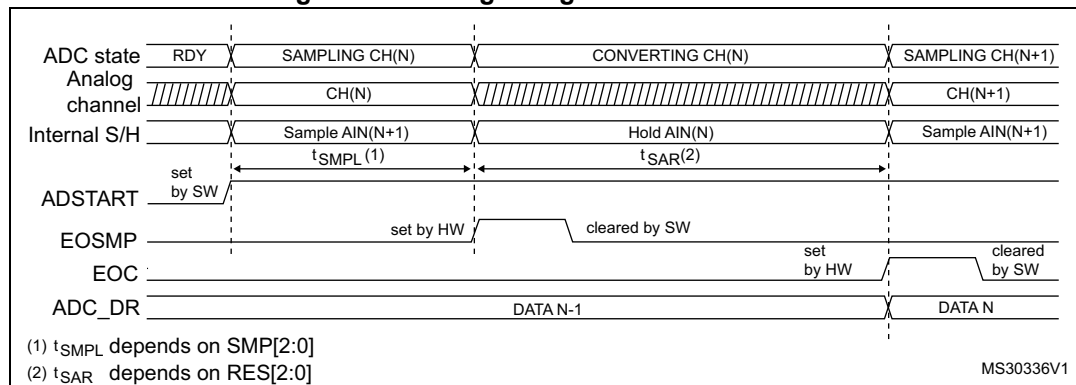 ADC state RDY SAMPLING CH(N) CONVERTING CH(N) SAMPLING CH(N+1)
Analog channel CH(N) CH(N+1)
Internal S/H Sample AIN(N+1) Hold AIN(N) Sample AIN(N+1)
tSMPL(1) tSAR(2)
ADSTART set by SW
EOSMP set by HW cleared by SW
EOC set by HW cleared by SW
ADC_DR DATA N-1 DATA N
(1) tSMPL depends on SMP[2:0]
(2) tSAR depends on RES[2:0]
MS30336V1